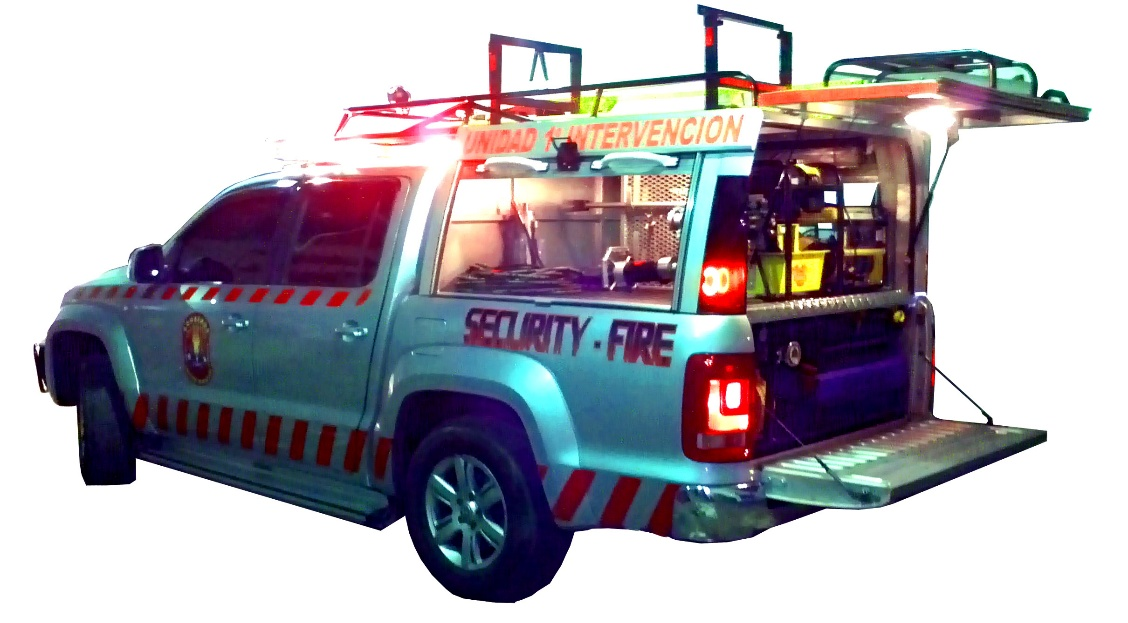 UNIDAD 1ª INTERVENCION
SECURITY - FIRE